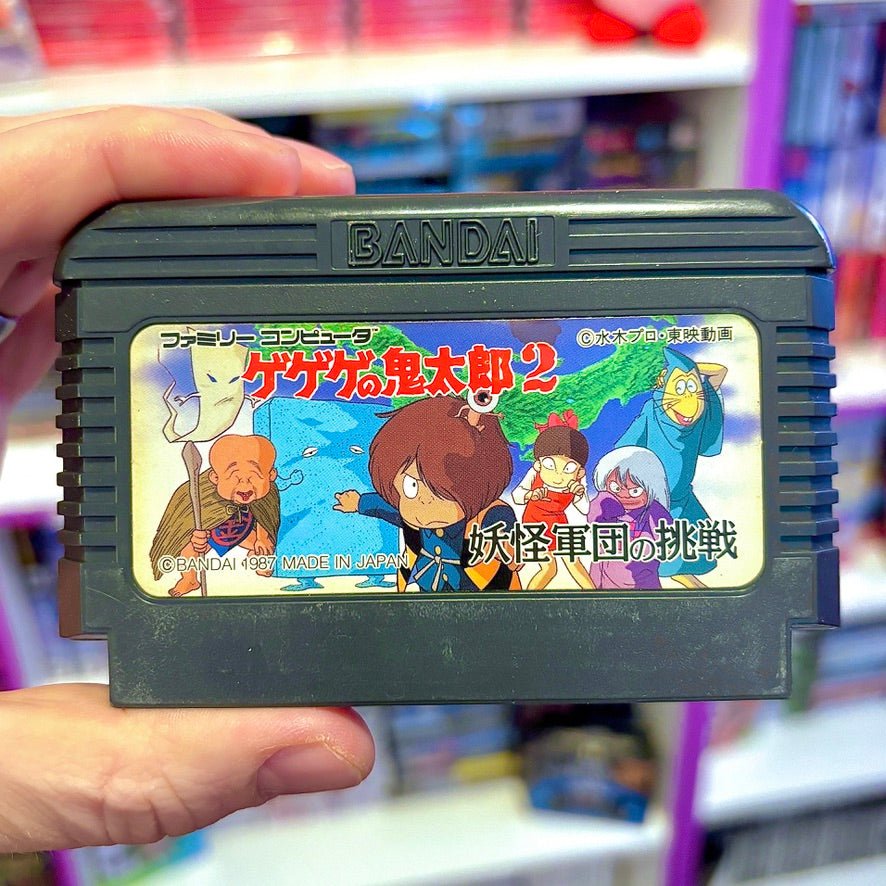 BANDAI
ファミリーコンピュータ™
©水木プロ・東映動画
ゲゲゲの鬼太郎2
妖怪軍団の挑戦
©BANDAI 1987 MADE IN JAPAN